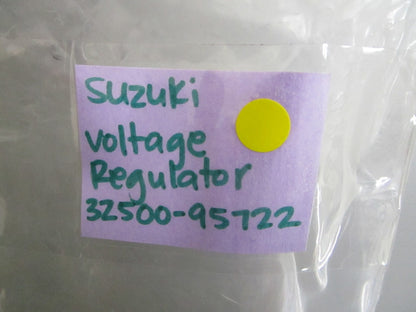 Suzuki
voltage
Regulator
32500-95722